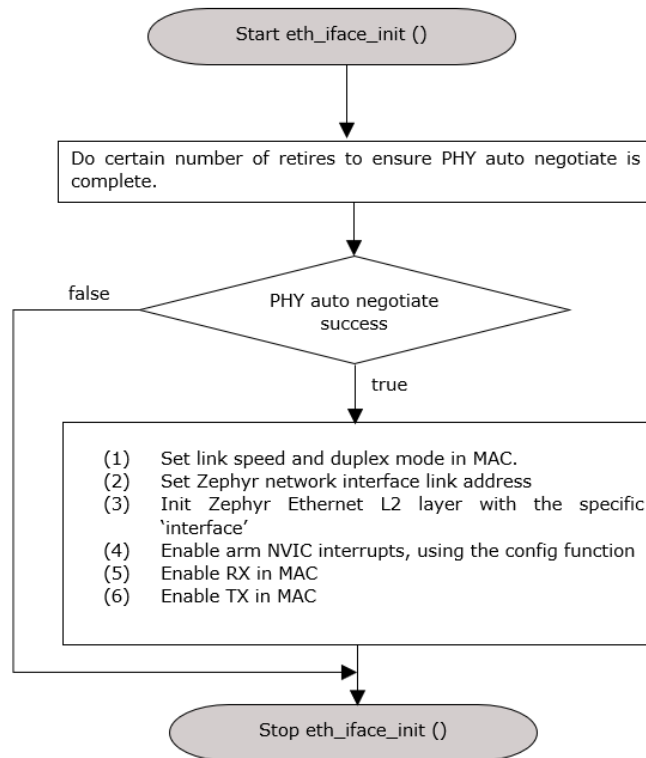 Start eth_iface_init ()
Do certain number of retires to ensure PHY auto negotiate is
complete.
false
PHY auto negotiate
success
true
(1) Set link speed and duplex mode in MAC.
(2) Set Zephyr network interface link address
(3) Init Zephyr Ethernet L2 layer with the specific
‘interface’
(4) Enable arm NVIC interrupts, using the config function
(5) Enable RX in MAC
(6) Enable TX in MAC
Stop eth_iface_init ()